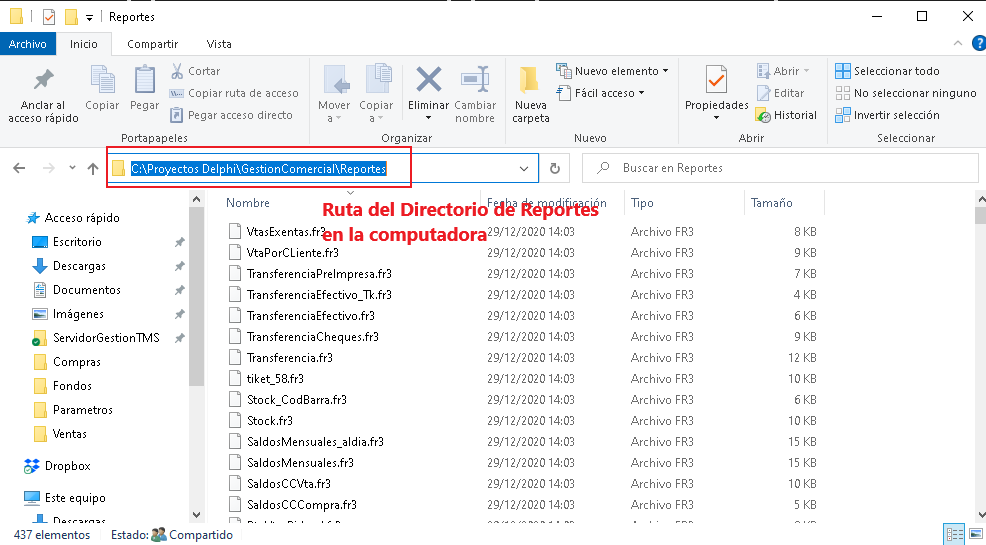 Reportes
Archivo Inicio Compartir Vista
Anclar al acceso rápido
Copiar
Pegar
Cortar
Copiar ruta de acceso
Pegar acceso directo
Portapapeles
Mover a
Copiar a
Eliminar
Cambiar nombre
Organizar
Nueva carpeta
Nuevo elemento
Fácil acceso
Nuevo
Propiedades
Abrir
Editar
Historial
Abrir
Seleccionar todo
No seleccionar ninguno
Invertir selección
Seleccionar
C:\Proyectos Delphi\GestionComercial\Reportes
Buscar en Reportes
Acceso rápido
Escritorio
Descargas
Documentos
Imágenes
ServidorGestionTMS
Compras
Fondos
Parametros
Ventas
Dropbox
Este equipo
Descargas
Nombre Fecha de modificación Tipo Tamaño
Ruta del Directorio de Reportes
en la computadora
VtasExentas.fr3 29/12/2020 14:03 Archivo FR3 8 KB
VtaPorCLiente.fr3 29/12/2020 14:03 Archivo FR3 9 KB
TransferenciaPreImpresa.fr3 29/12/2020 14:03 Archivo FR3 7 KB
TransferenciaEfectivo_Tk.fr3 29/12/2020 14:03 Archivo FR3 4 KB
TransferenciaEfectivo.fr3 29/12/2020 14:03 Archivo FR3 6 KB
TransferenciaCheques.fr3 29/12/2020 14:03 Archivo FR3 9 KB
Transferencia.fr3 29/12/2020 14:03 Archivo FR3 12 KB
tiket_58.fr3 29/12/2020 14:03 Archivo FR3 10 KB
Stock_CodBarra.fr3 29/12/2020 14:03 Archivo FR3 6 KB
Stock.fr3 29/12/2020 14:03 Archivo FR3 10 KB
SaldosMensuales_aldia.fr3 29/12/2020 14:03 Archivo FR3 15 KB
SaldosMensuales.fr3 29/12/2020 14:03 Archivo FR3 15 KB
SaldosCCVta.fr3 29/12/2020 14:03 Archivo FR3 10 KB
SaldosCCCompra.fr3 29/12/2020 14:03 Archivo FR3 5 KB
437 elementos Estado: Compartido